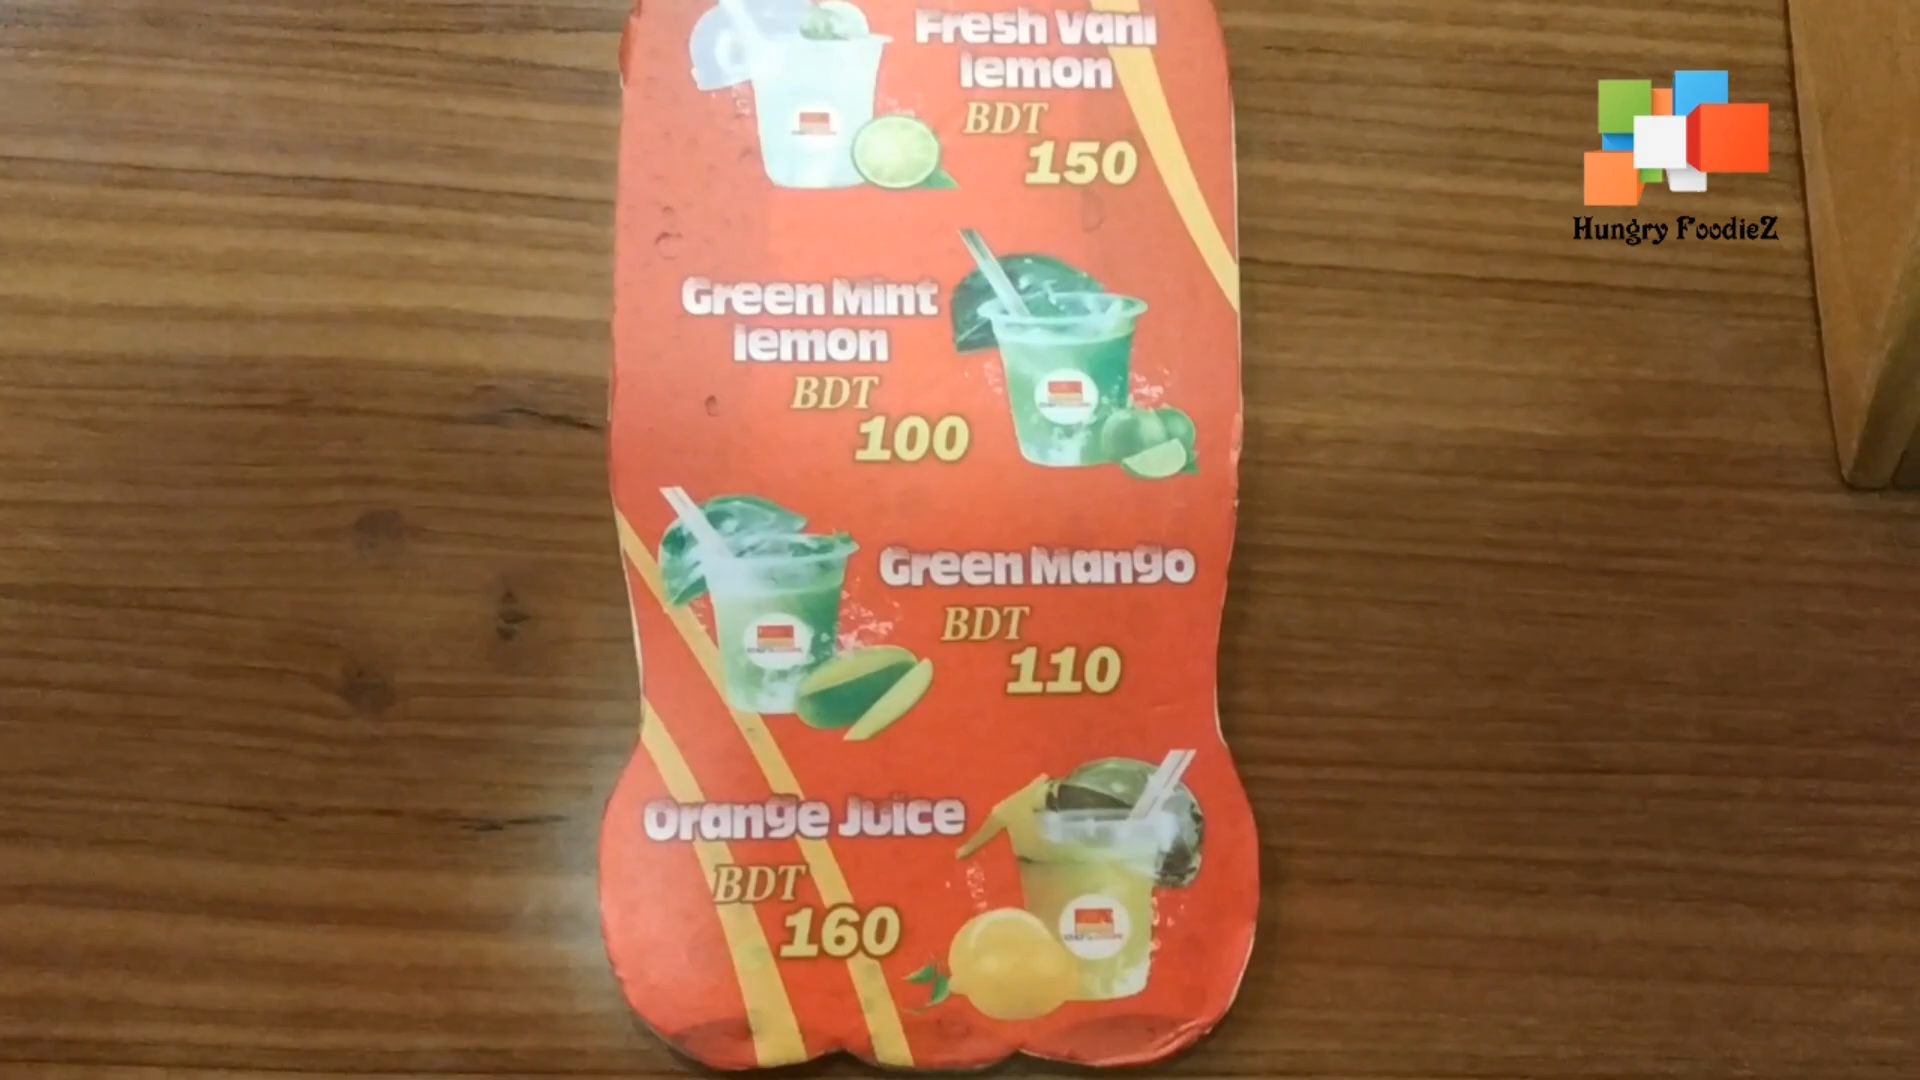 Fresh Vani
lemon
BDT
150
Hungry FoodieZ
Green Mint
lemon
BDT
100
Green Mango
BDT
110
Orange Juice
BDT
160